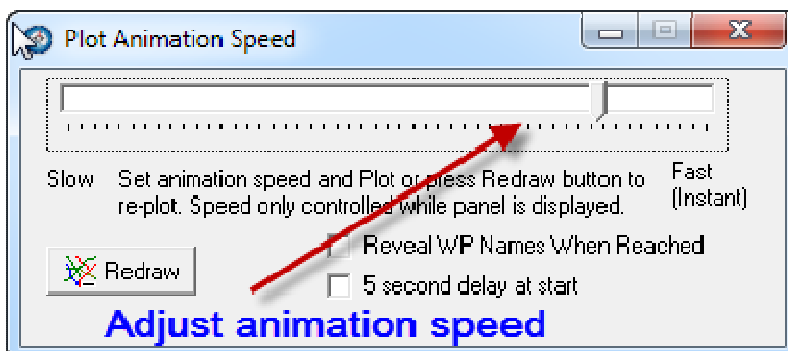 Plot Animation Speed
Slow
Set animation speed and Plot or press Redraw button to
re-plot. Speed only controlled while panel is displayed.
Fast
(Instant)
Reveal WP Names When Reached
Redraw
5 second delay at start
Adjust animation speed